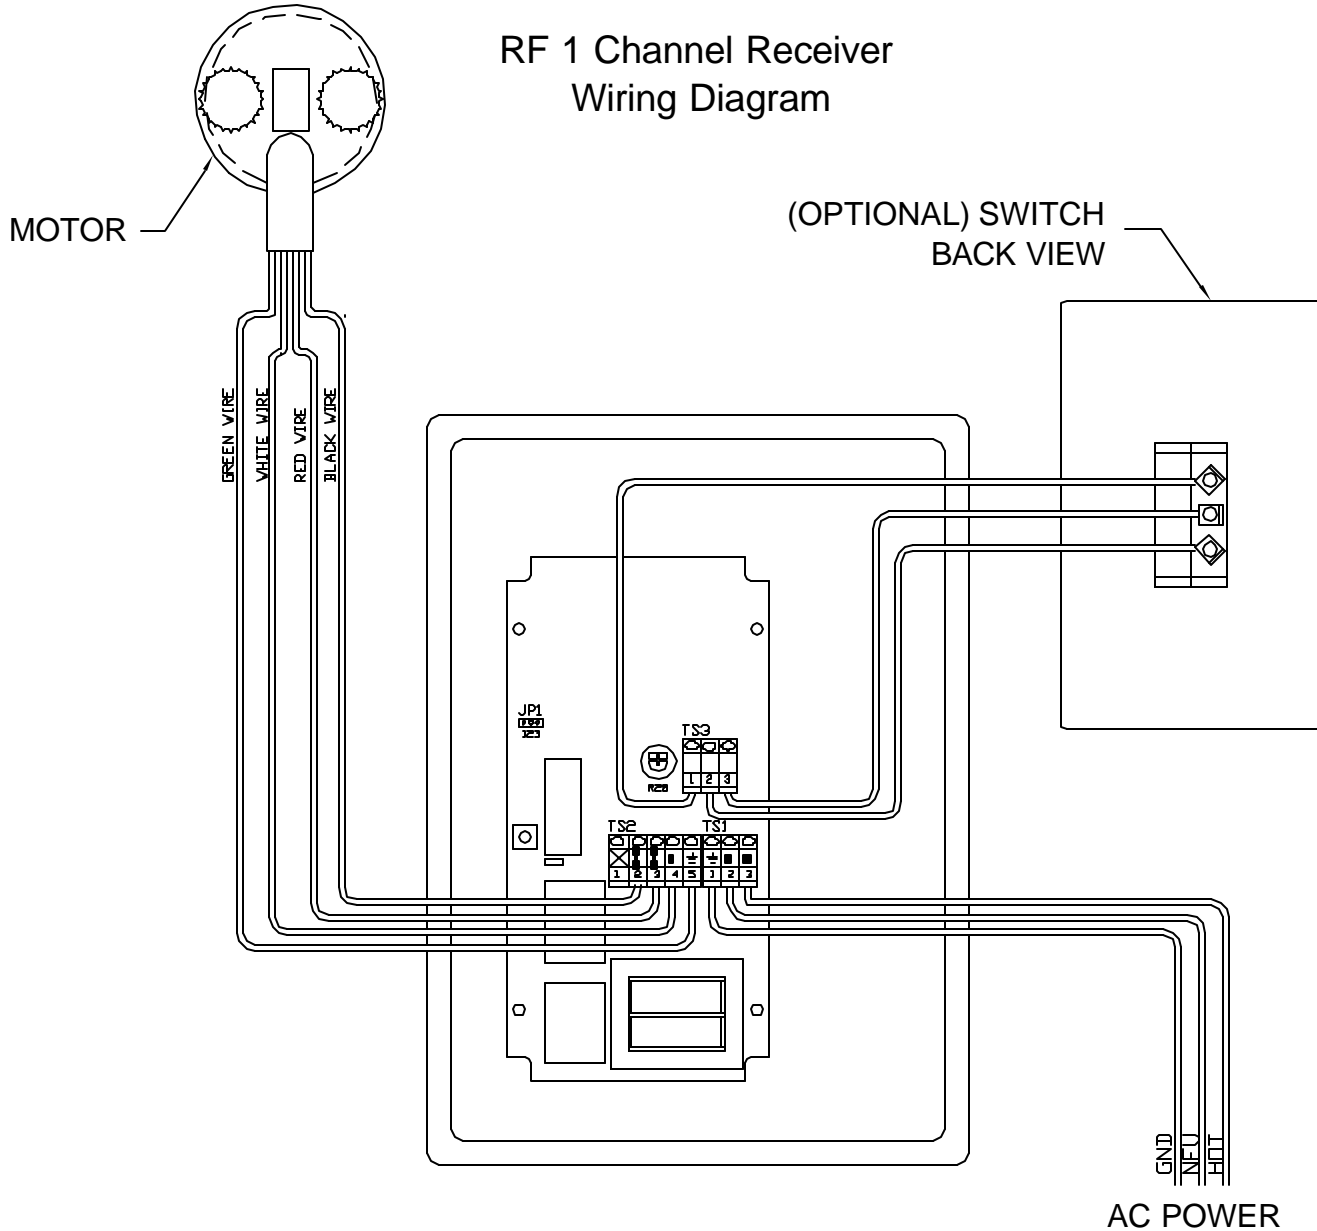 RF 1 Channel Receiver
Wiring Diagram
MOTOR
(OPTIONAL) SWITCH
BACK VIEW
GREEN WIRE
WHITE WIRE
RED WIRE
BLACK WIRE
JP1
123
TS3
1 2 3
R28
TS2 TS1
1 2 3 4 5 1 2 3
GND
NEU
HOT
AC POWER